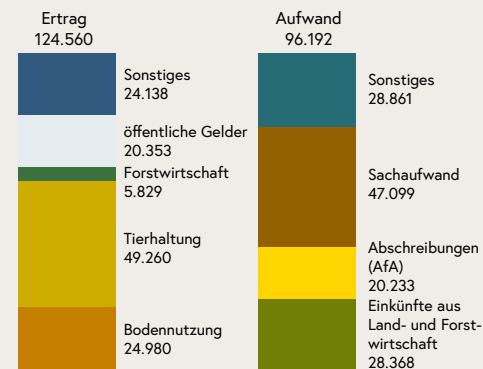 Ertrag
124.560
Sonstiges
24.138
öffentliche Gelder
20.353
Forstwirtschaft
5.829
Tierhaltung
49.260
Bodennutzung
24.980
Aufwand
96.192
Sonstiges
28.861
Sachaufwand
47.099
Abschreibungen
(AfA)
20.233
Einkünfte aus
Land- und Forst-
wirtschaft
28.368